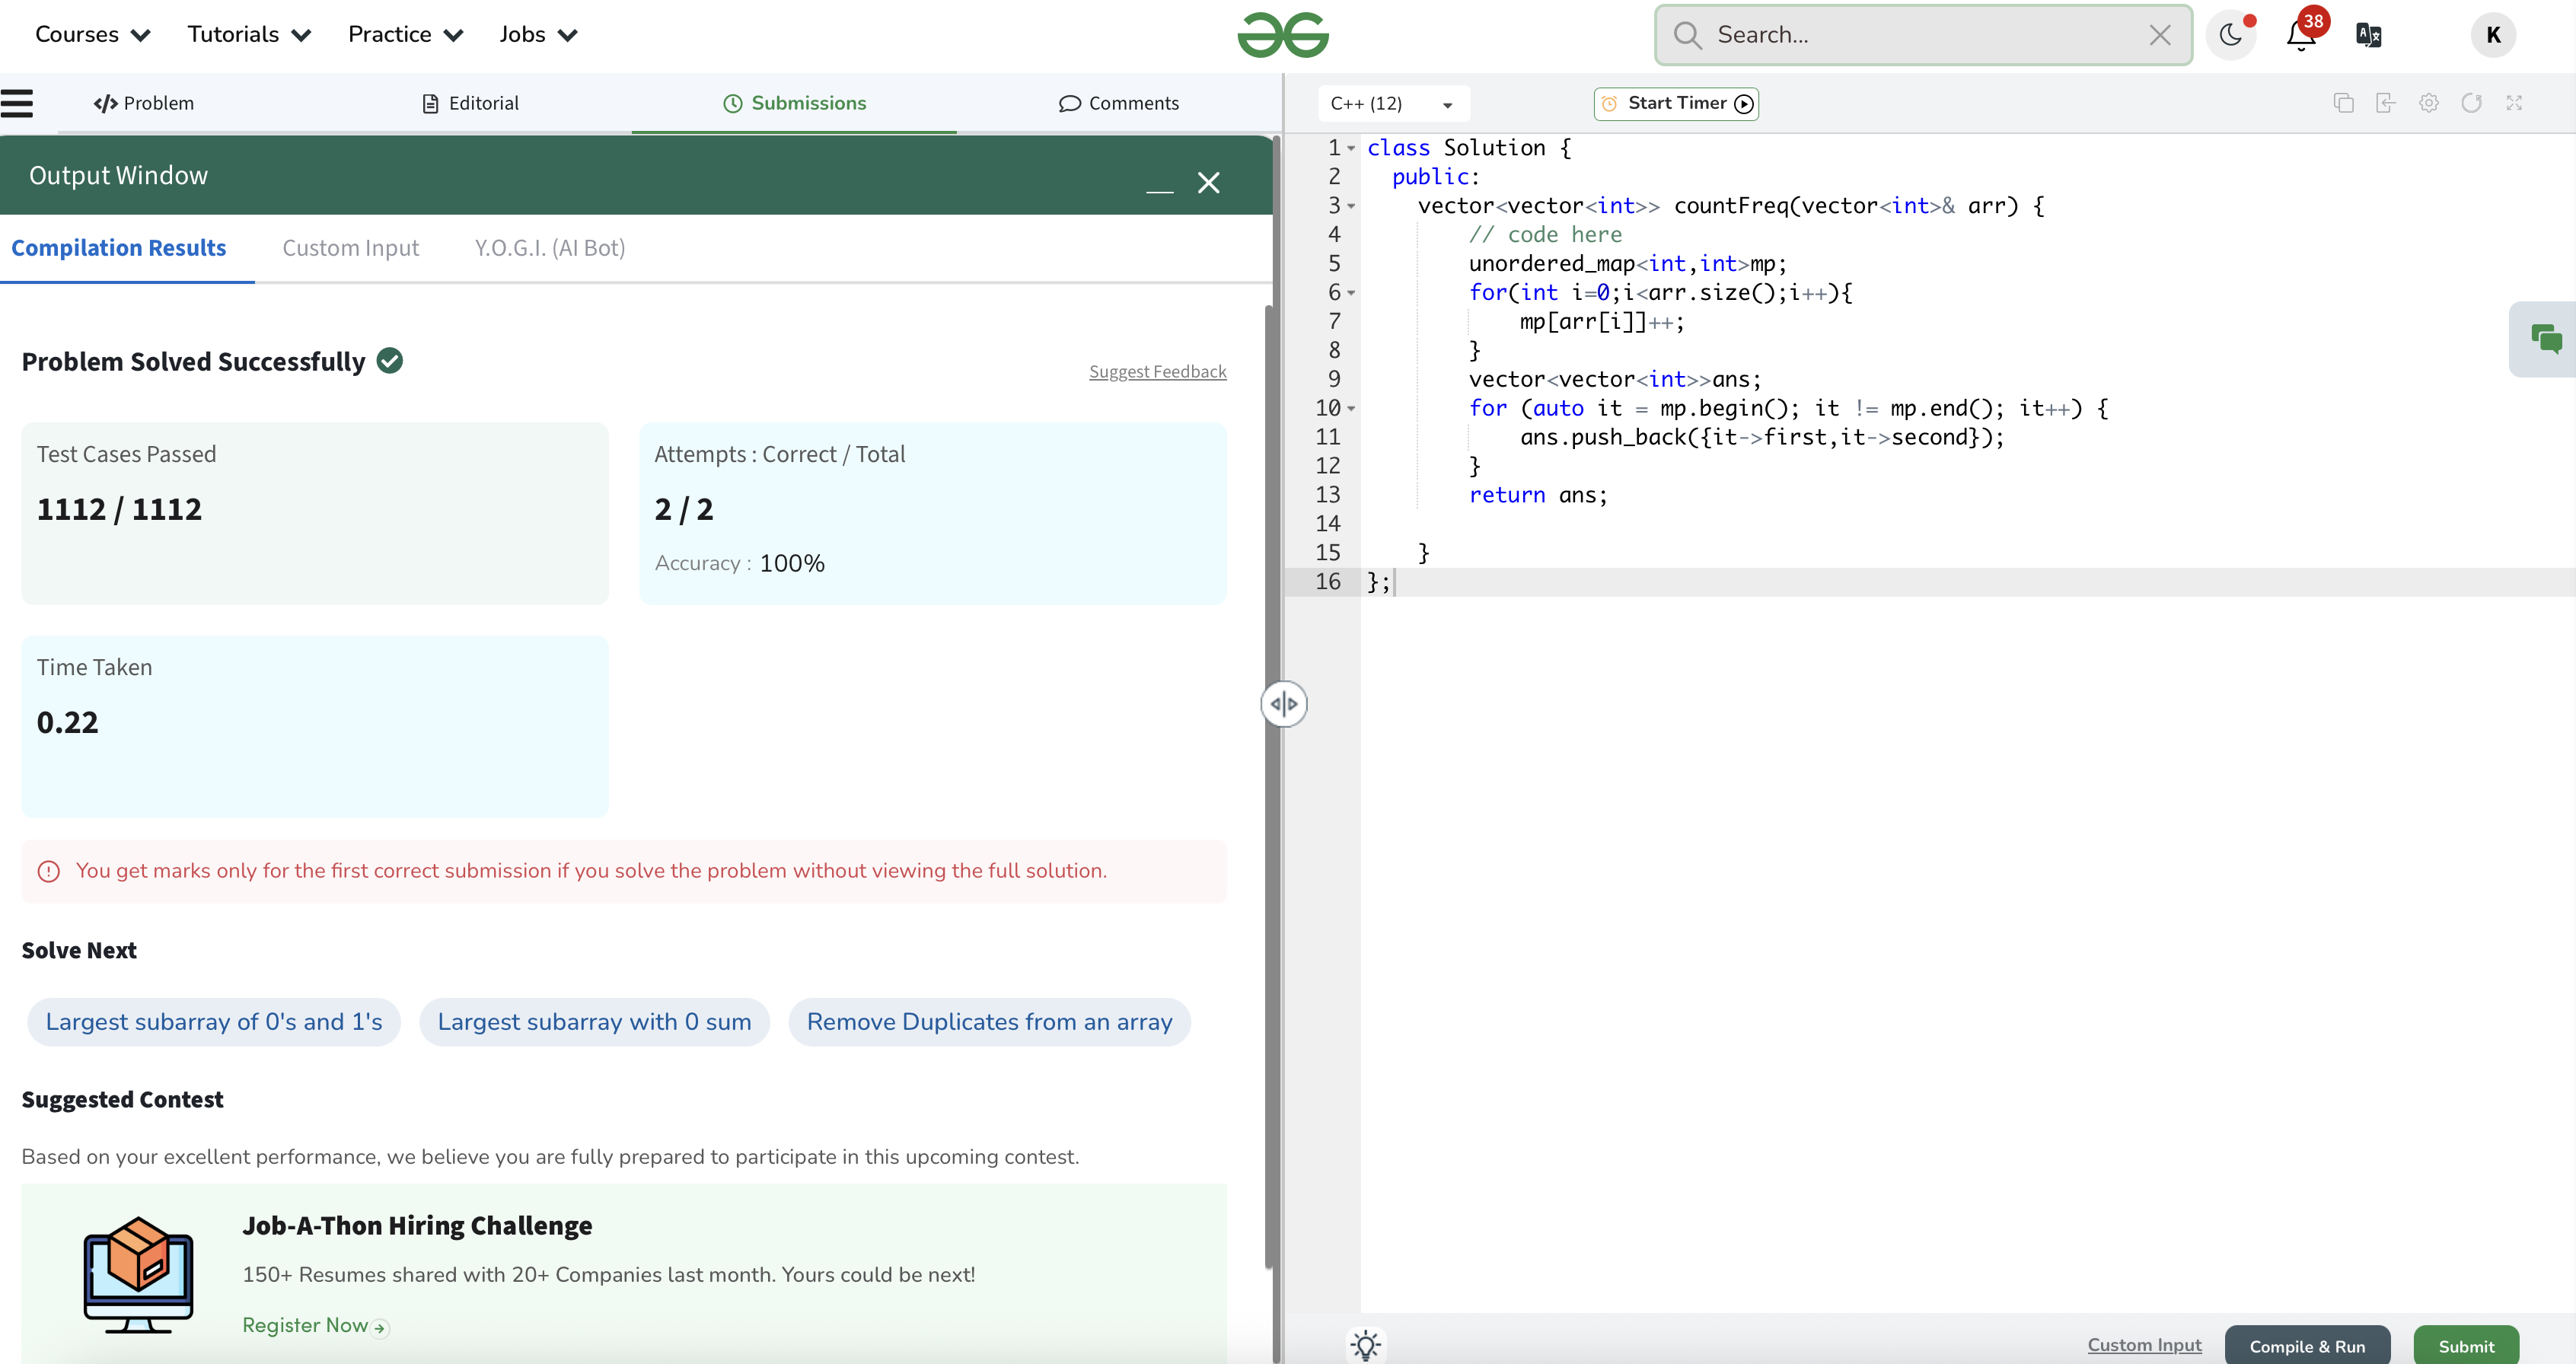 Courses Tutorials Practice Jobs Search... 38 K
Problem Editorial Submissions Comments
Output Window
Compilation Results Custom Input Y.O.G.I. (AI Bot)
Problem Solved Successfully
Suggest Feedback
Test Cases Passed
1112 / 1112
Attempts : Correct / Total
2 / 2
Accuracy : 100%
Time Taken
0.22
You get marks only for the first correct submission if you solve the problem without viewing the full solution.
Solve Next
Largest subarray of 0's and 1's Largest subarray with 0 sum Remove Duplicates from an array
Suggested Contest
Based on your excellent performance, we believe you are fully prepared to participate in this upcoming contest.
Job-A-Thon Hiring Challenge
150+ Resumes shared with 20+ Companies last month. Yours could be next!
Register Now
C++ (12) Start Timer
1 class Solution {
2 public:
3 vector<vector<int>> countFreq(vector<int>& arr) {
4 // code here
5 unordered_map<int,int>mp;
6 for(int i=0;i<arr.size();i++){
7 mp[arr[i]]++;
8 }
9 vector<vector<int>>ans;
10 for (auto it = mp.begin(); it != mp.end(); it++) {
11 ans.push_back({it->first,it->second});
12 }
13 return ans;
14
15 }
16 };
Custom Input Compile & Run Submit